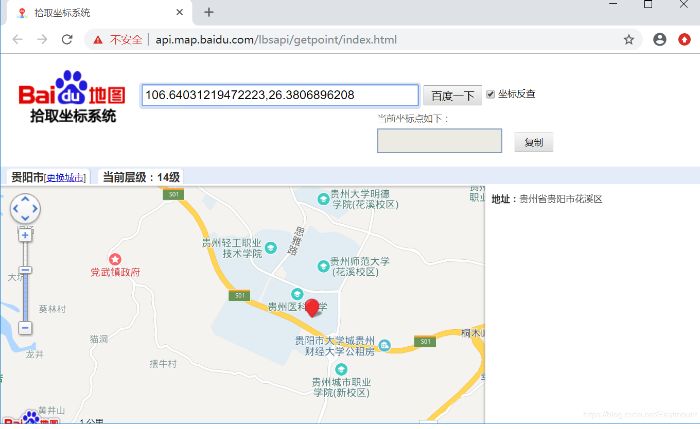 拾取坐标系统
不安全
api.map.baidu.com/lbsapi/getpoint/index.html
Bai du 地图
拾取坐标系统
106.64031219472223,26.3806896208
百度一下
坐标反查
当前坐标点如下：
复制
贵阳市[更换城市]
当前层级：14级
地址：贵州省贵阳市花溪区
S01
贵州大学明德
学院(花溪校区)
思雅路
贵州轻工职业
技术学院
党武镇政府
贵州师范大学
(花溪校区)
S01
葵林村
贵州医科大学
猫洞
龙井
摆牛村
贵阳市大学城贵州
财经大学公租房
S01
桐木
贵州城市职业
学院(新校区)
黄井山
1 公里